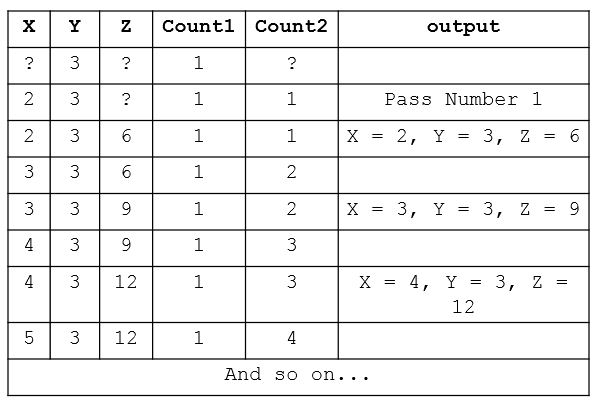 X Y Z Count1 Count2 output
? 3 ? 1 ?
2 3 ? 1 1 Pass Number 1
2 3 6 1 1 X = 2, Y = 3, Z = 6
3 3 6 1 2
3 3 9 1 2 X = 3, Y = 3, Z = 9
4 3 9 1 3
4 3 12 1 3 X = 4, Y = 3, Z =
12
5 3 12 1 4
And so on...